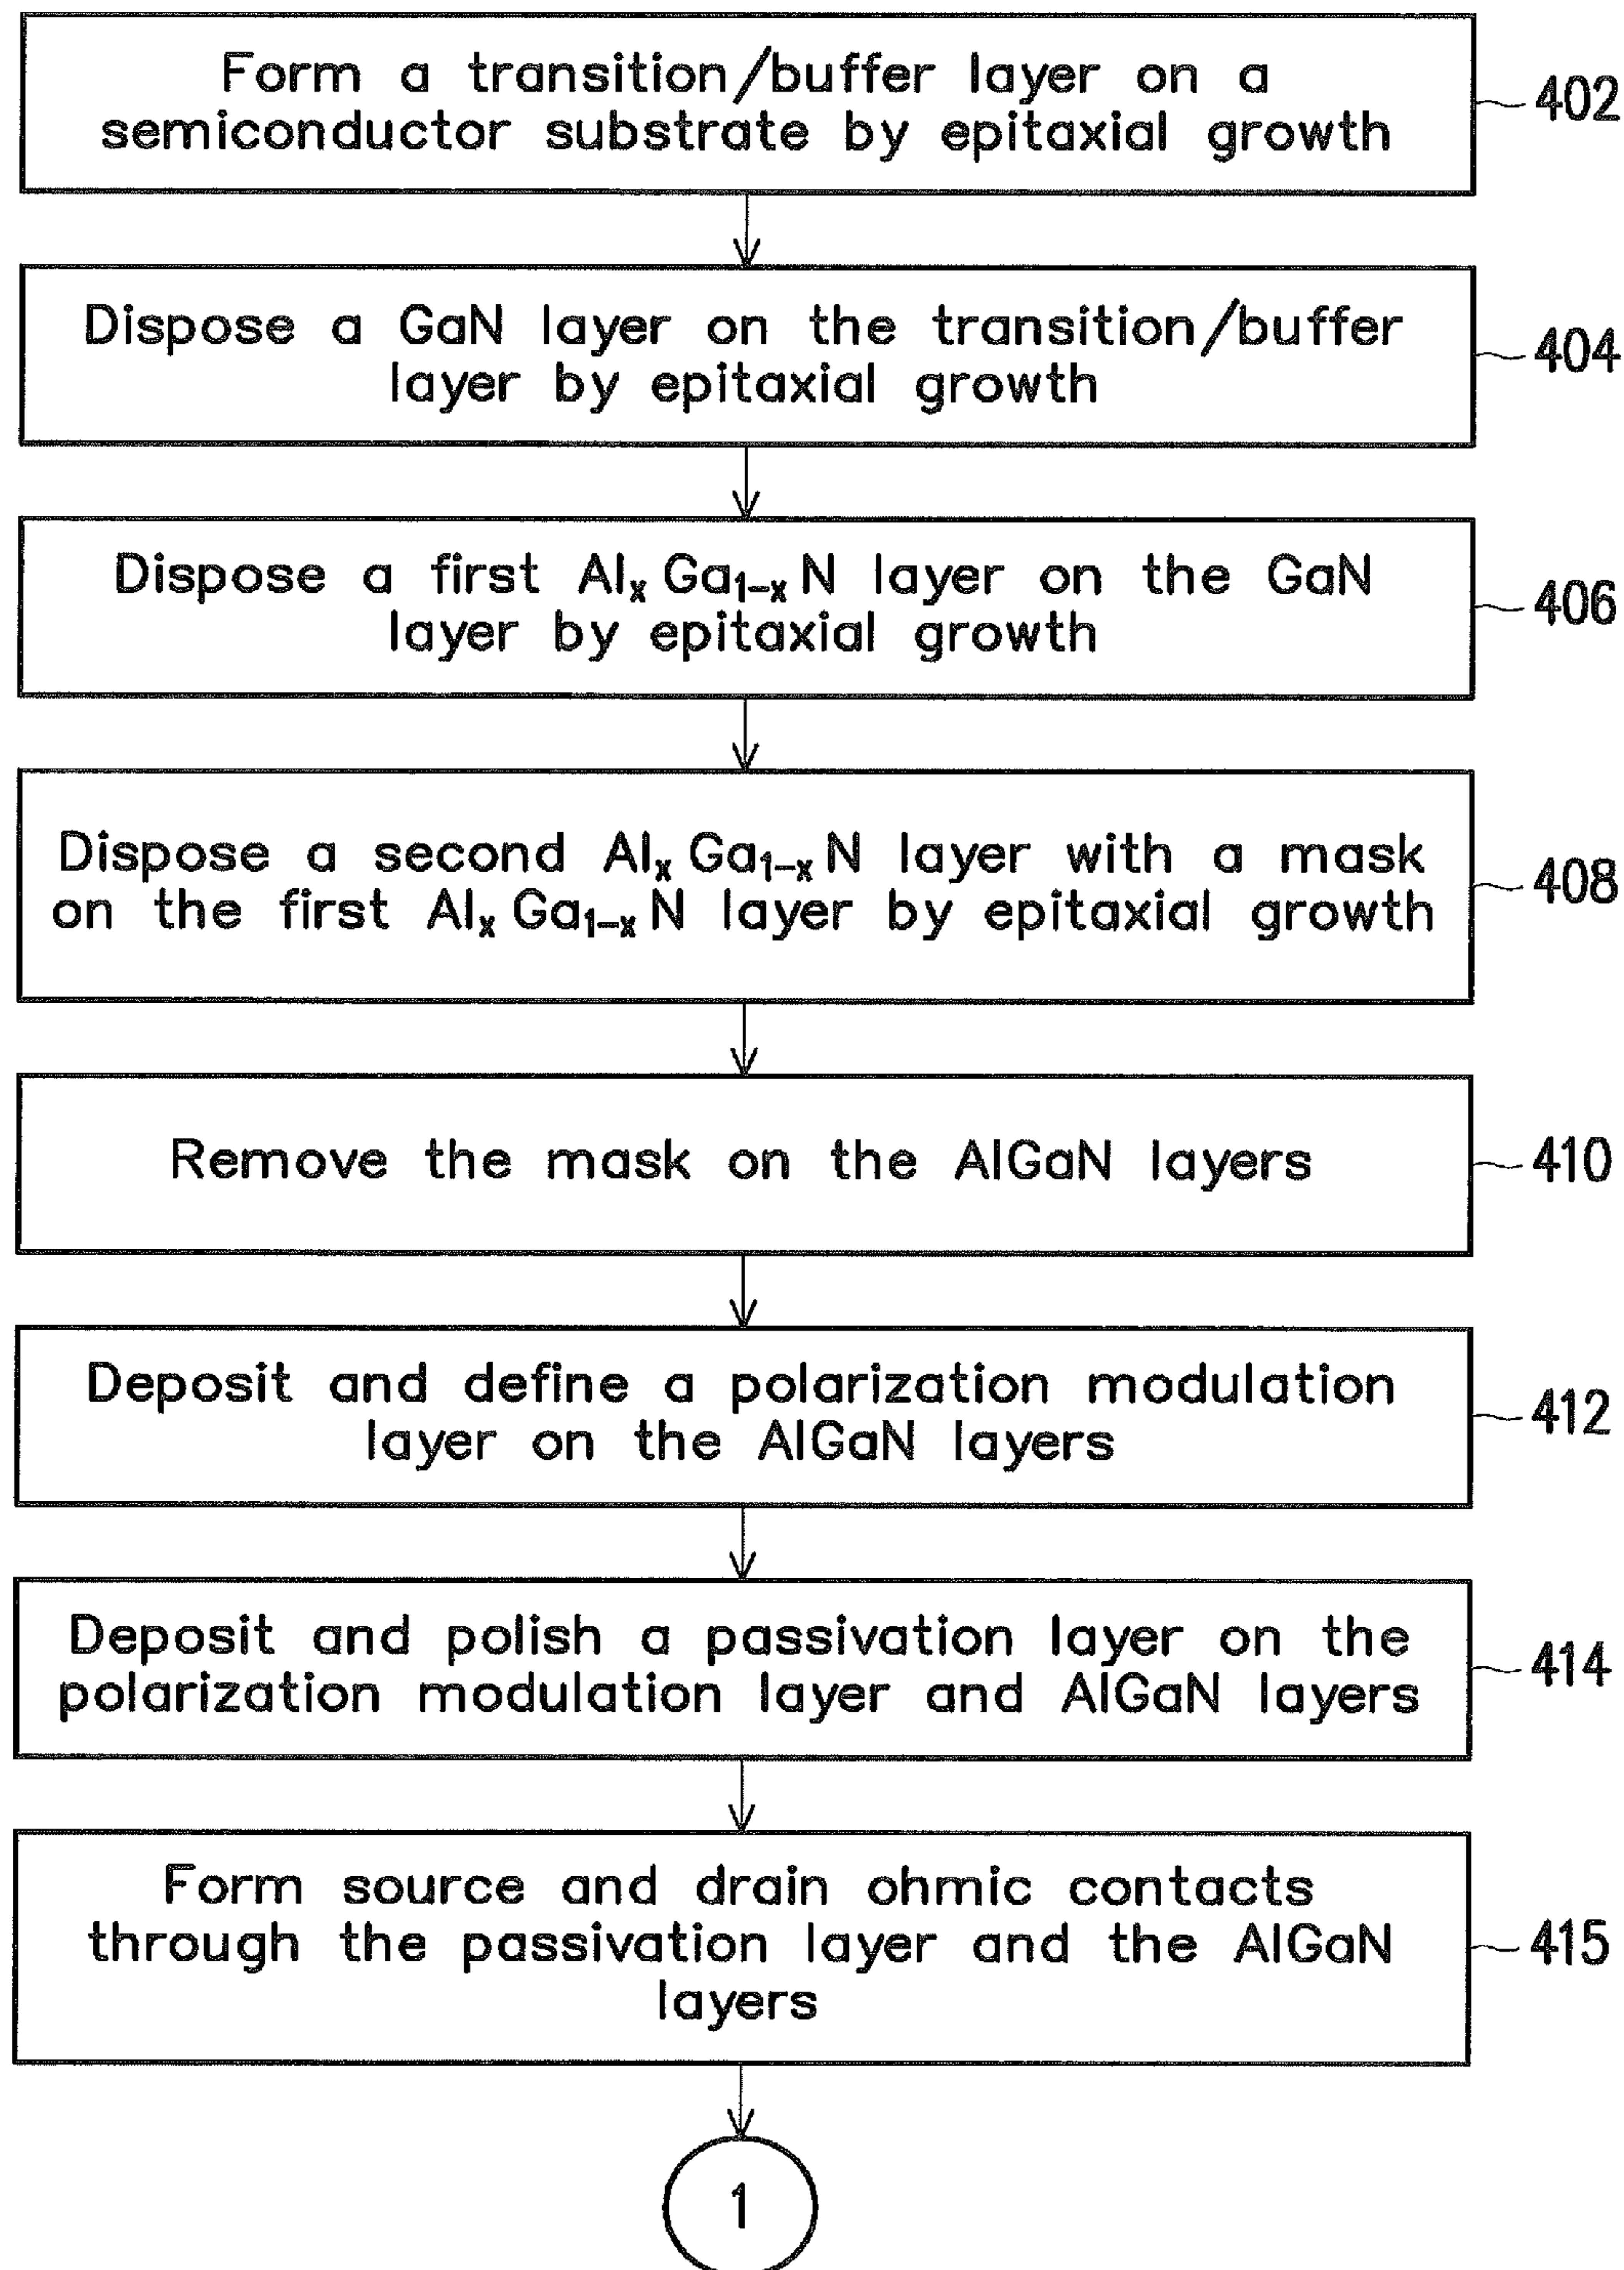 Form a transition/buffer layer on a
semiconductor substrate by epitaxial growth
402
Dispose a GaN layer on the transition/buffer
layer by epitaxial growth
404
Dispose a first AlₓGa₁₋ₓN layer on the GaN
layer by epitaxial growth
406
Dispose a second AlₓGa₁₋ₓN layer with a mask
on the first AlₓGa₁₋ₓN layer by epitaxial growth
408
Remove the mask on the AlGaN layers
410
Deposit and define a polarization modulation
layer on the AlGaN layers
412
Deposit and polish a passivation layer on the
polarization modulation layer and AlGaN layers
414
Form source and drain ohmic contacts
through the passivation layer and the AlGaN
layers
415
1